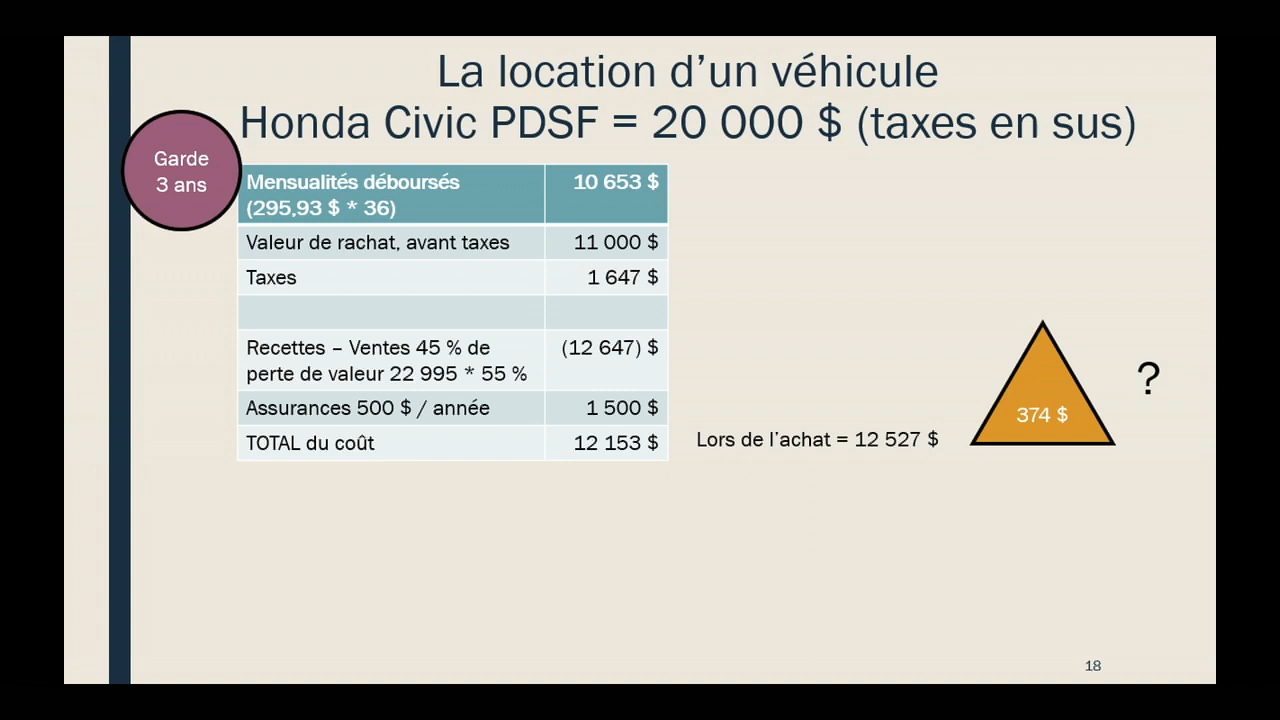 La location d’un véhicule
Honda Civic PDSF = 20 000 $ (taxes en sus)
Garde
3 ans
Mensualités déboursés 10 653 $
(295,93 $ * 36)
Valeur de rachat, avant taxes 11 000 $
Taxes 1 647 $
Recettes – Ventes 45 % de (12 647) $
perte de valeur 22 995 * 55 %
Assurances 500 $ / année 1 500 $
TOTAL du coût 12 153 $
Lors de l’achat = 12 527 $
374 $
?
18